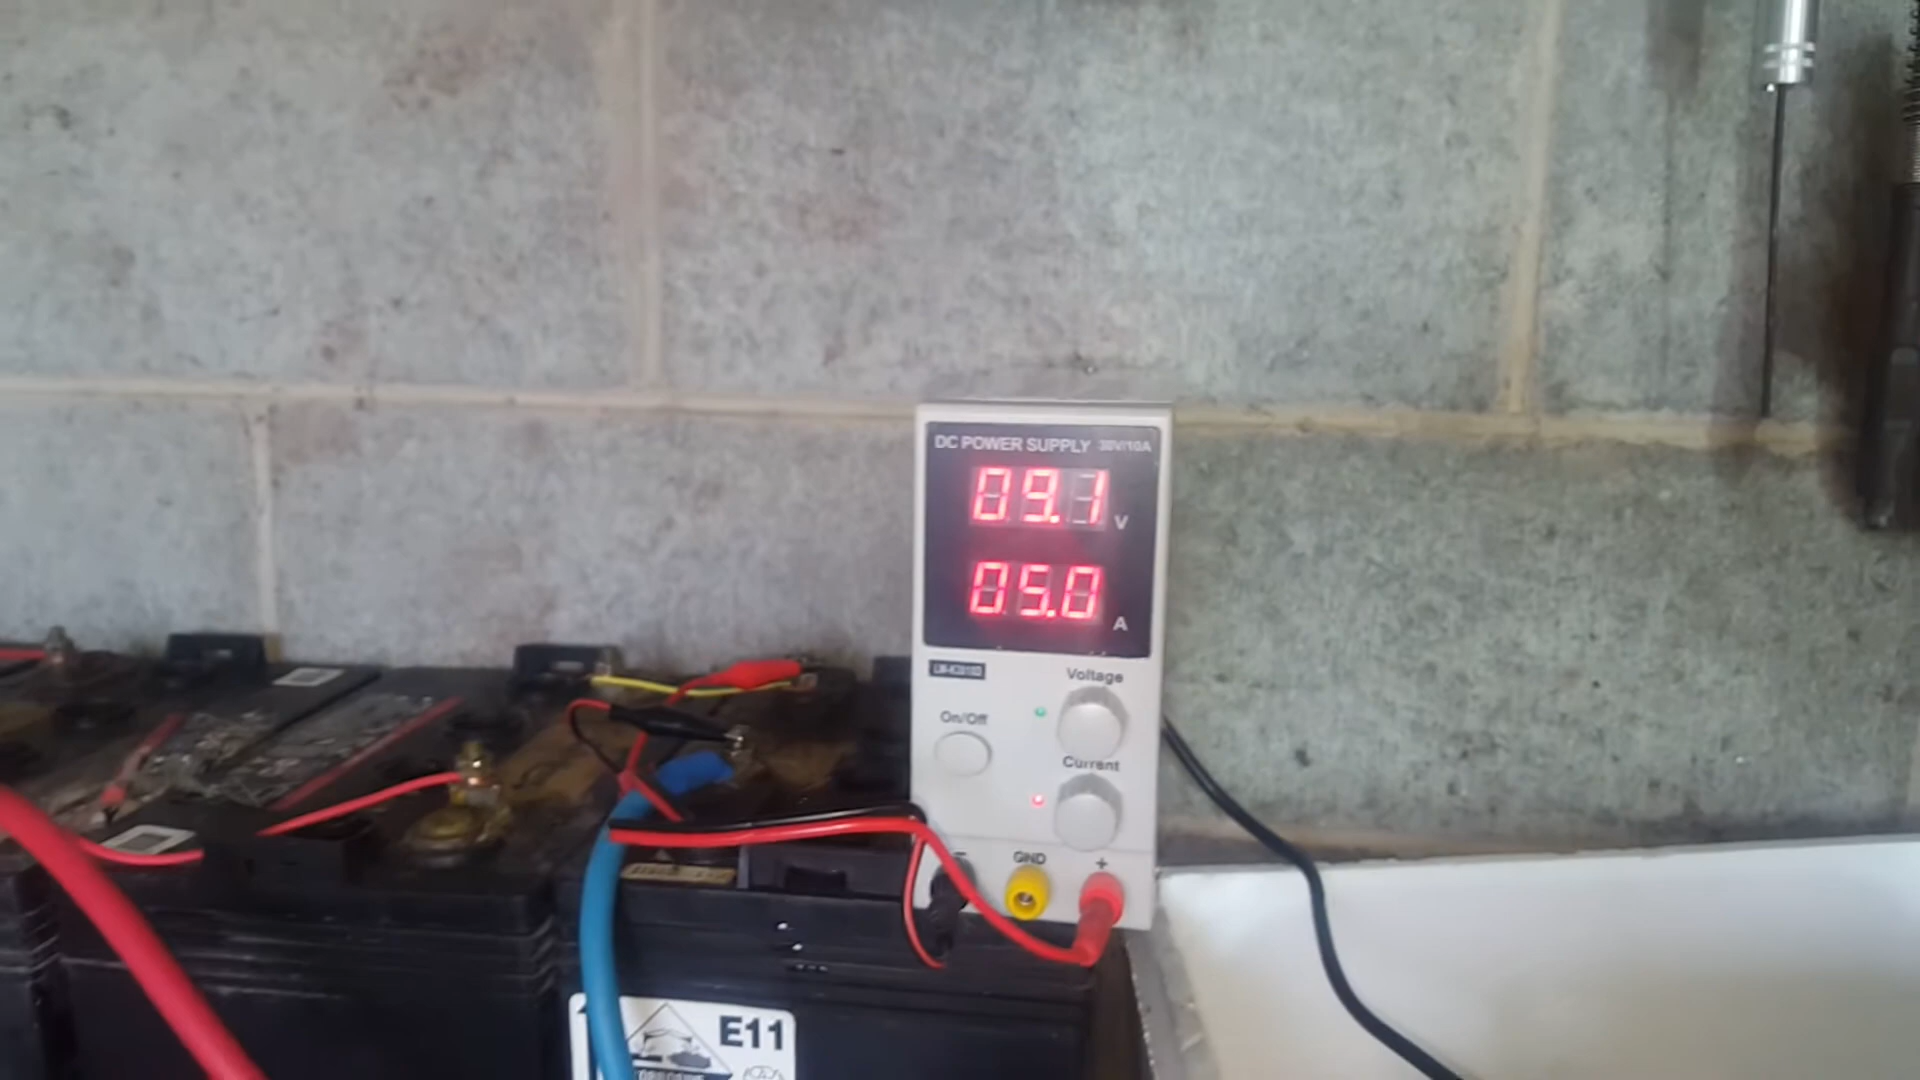 DC POWER SUPPLY 30V/10A
09.1 V
05.0 A
Voltage
On/Off
Current
- GND +
E11